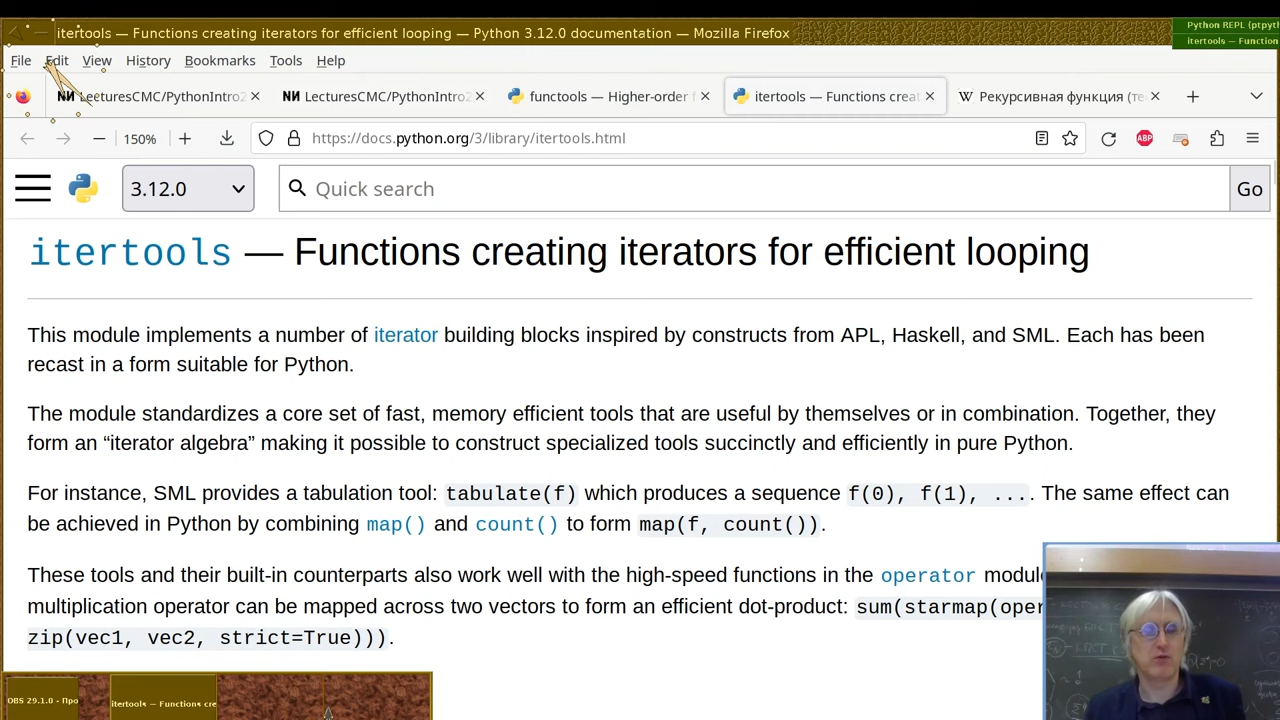 itertools — Functions creating iterators for efficient looping — Python 3.12.0 documentation — Mozilla Firefox
Python REPL (ptpyt
itertools — Function
File Edit View History Bookmarks Tools Help
LecturesCMC/PythonIntro2
LecturesCMC/PythonIntro2
functools — Higher-order f
itertools — Functions creat
Рекурсивная функция (те
150%
https://docs.python.org/3/library/itertools.html
3.12.0
Quick search
Go
itertools — Functions creating iterators for efficient looping
This module implements a number of iterator building blocks inspired by constructs from APL, Haskell, and SML. Each has been
recast in a form suitable for Python.
The module standardizes a core set of fast, memory efficient tools that are useful by themselves or in combination. Together, they
form an “iterator algebra” making it possible to construct specialized tools succinctly and efficiently in pure Python.
For instance, SML provides a tabulation tool: tabulate(f) which produces a sequence f(0), f(1), .... The same effect can
be achieved in Python by combining map() and count() to form map(f, count()).
These tools and their built-in counterparts also work well with the high-speed functions in the operator module
multiplication operator can be mapped across two vectors to form an efficient dot-product: sum(starmap(oper
zip(vec1, vec2, strict=True))).
OBS 29.1.0 - Про
itertools — Functions cre